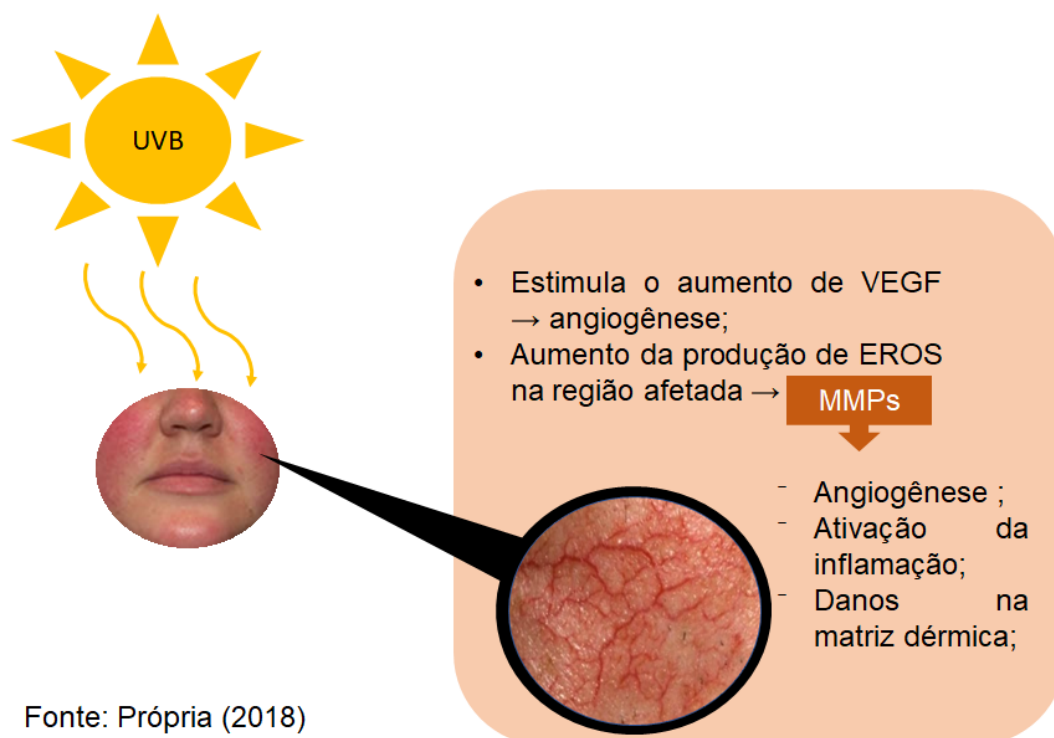 UVB
• Estimula o aumento de VEGF
→ angiogênese;
• Aumento da produção de EROS
na região afetada →
MMPs
- Angiogênese ;
- Ativação da
inflamação;
- Danos na
matriz dérmica;
Fonte: Própria (2018)